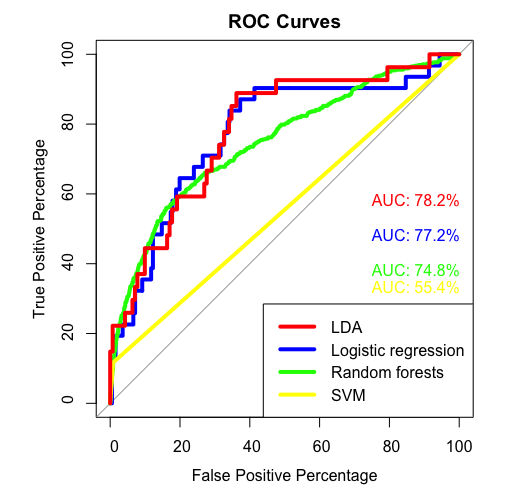 ROC Curves
True Positive Percentage
100
80
60
40
20
0
AUC: 78.2%
AUC: 77.2%
AUC: 74.8%
AUC: 55.4%
LDA
Logistic regression
Random forests
SVM
0 20 40 60 80 100
False Positive Percentage